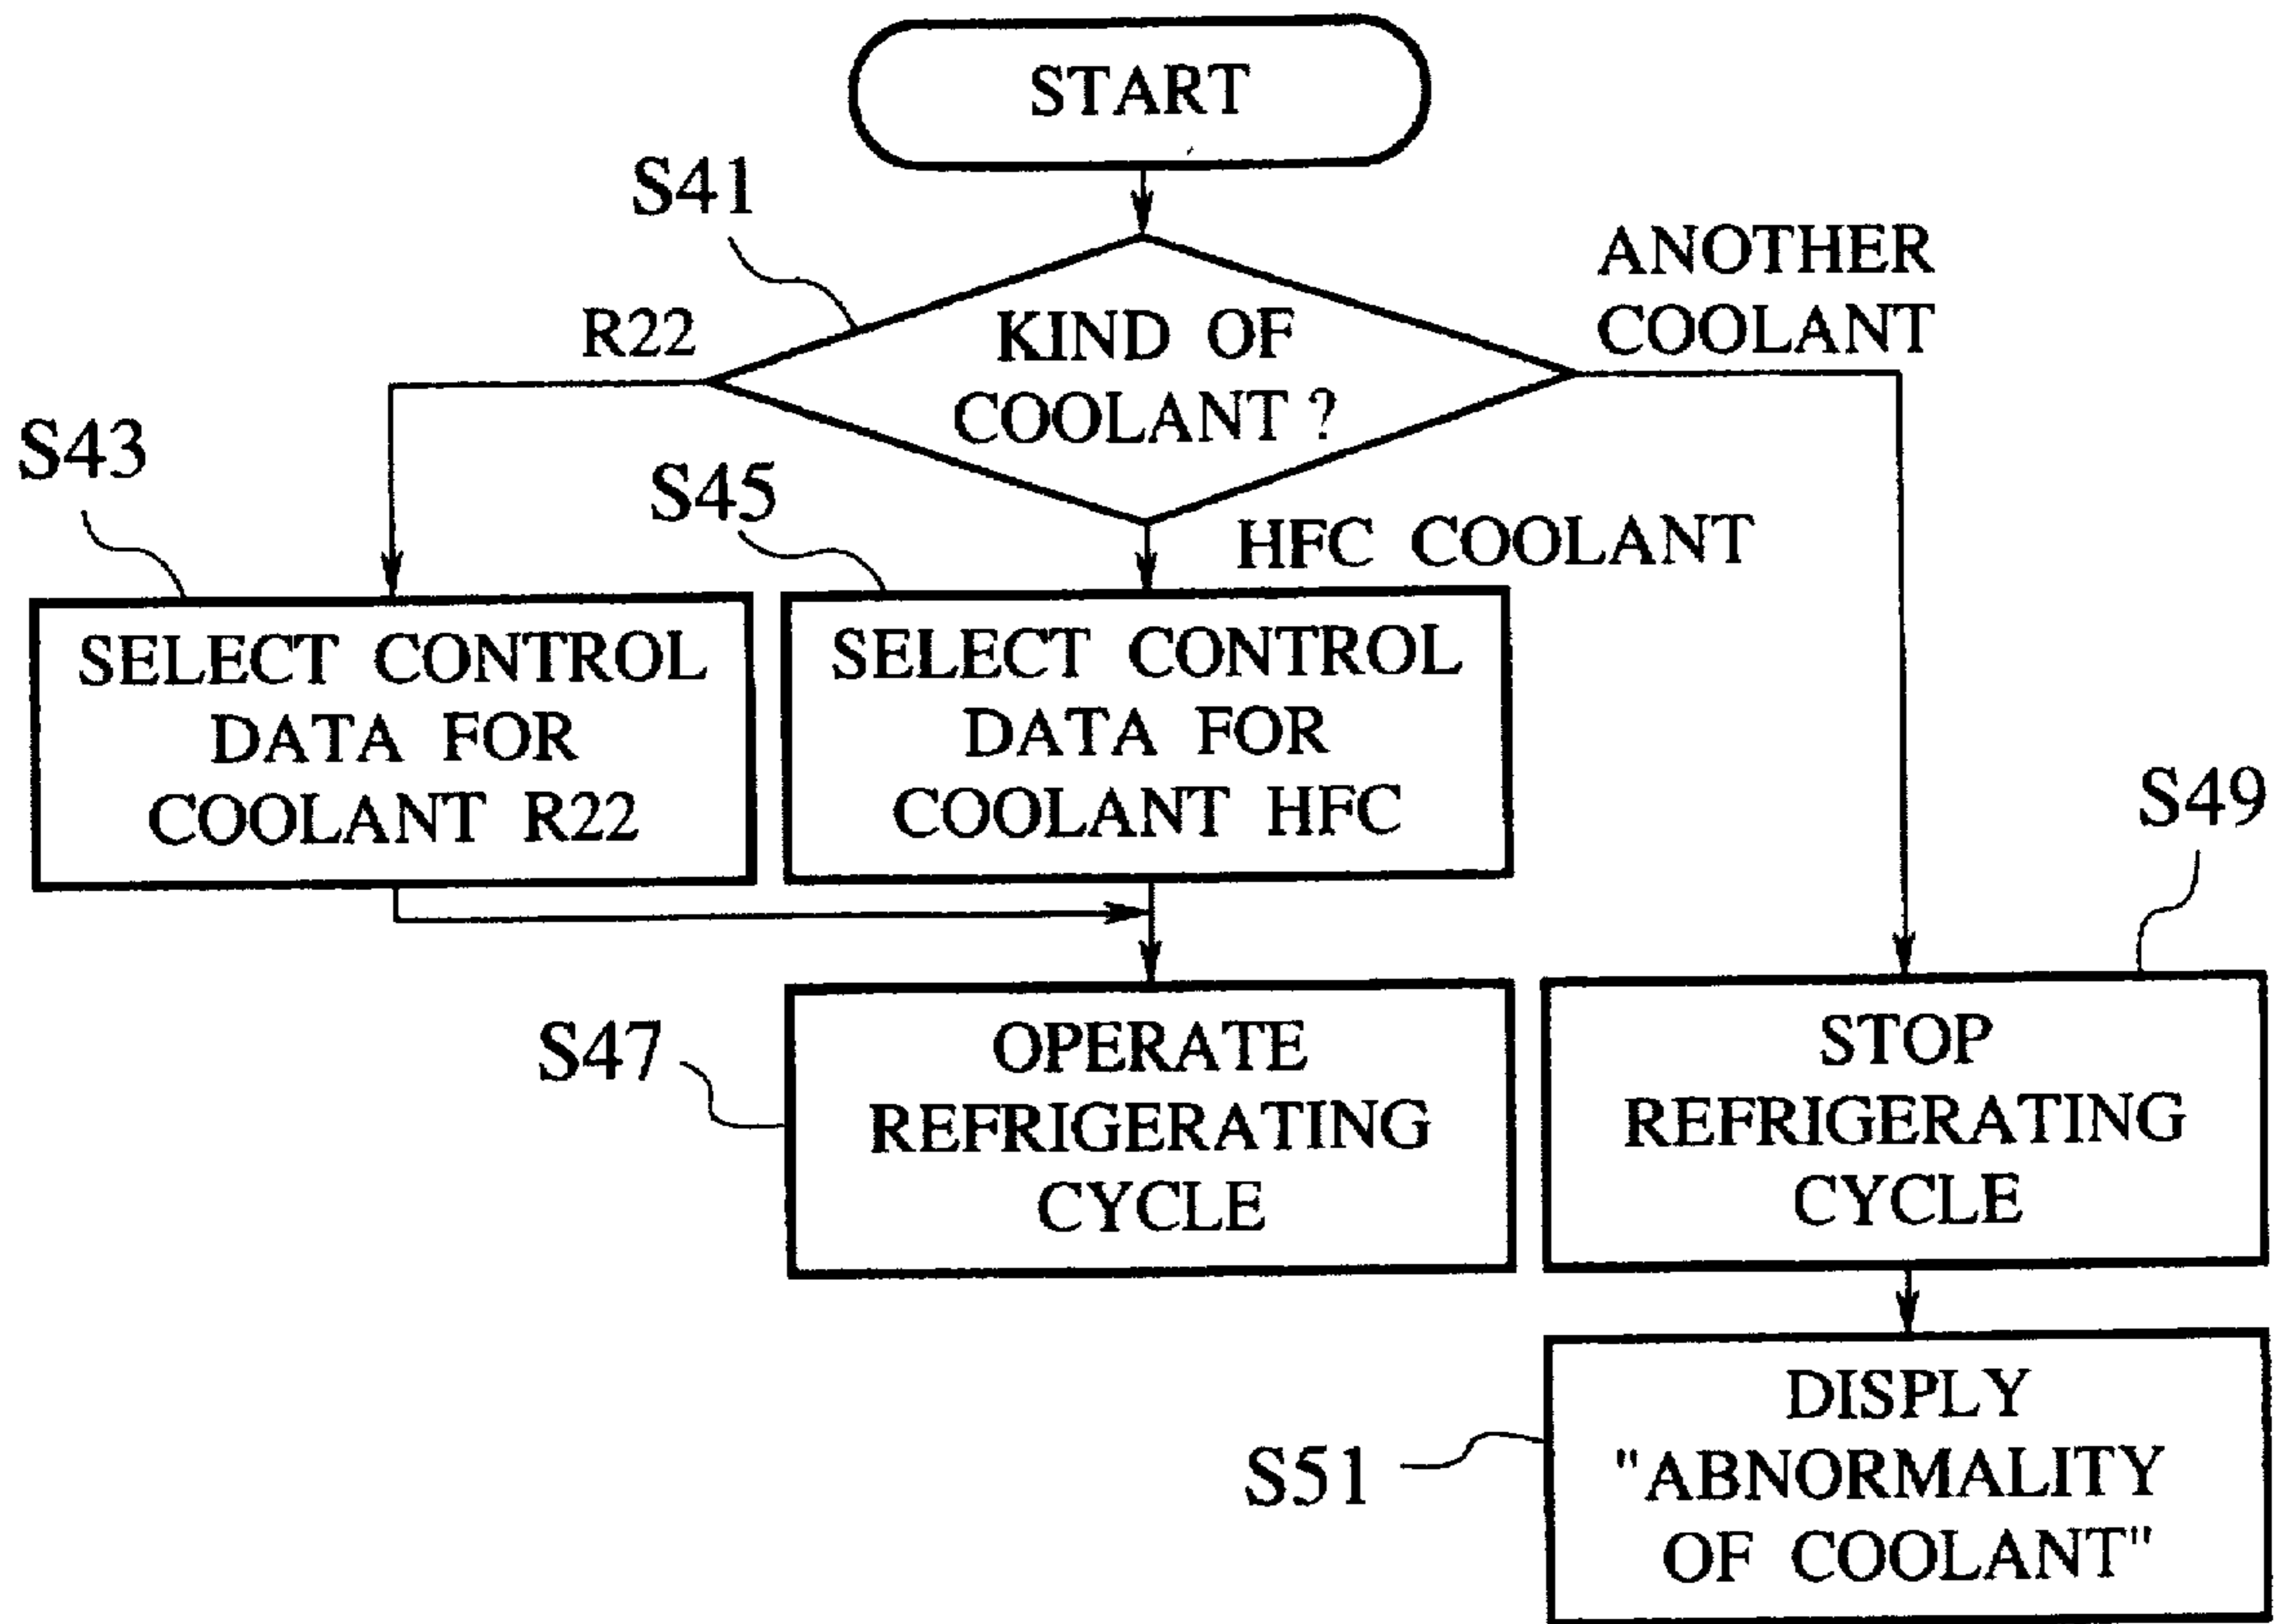 START
S41
ANOTHER
COOLANT
R22
KIND OF
COOLANT ?
S43
S45
HFC COOLANT
SELECT CONTROL
DATA FOR
COOLANT R22
SELECT CONTROL
DATA FOR
COOLANT HFC
S49
S47
OPERATE
REFRIGERATING
CYCLE
STOP
REFRIGERATING
CYCLE
S51
DISPLY
"ABNORMALITY
OF COOLANT"